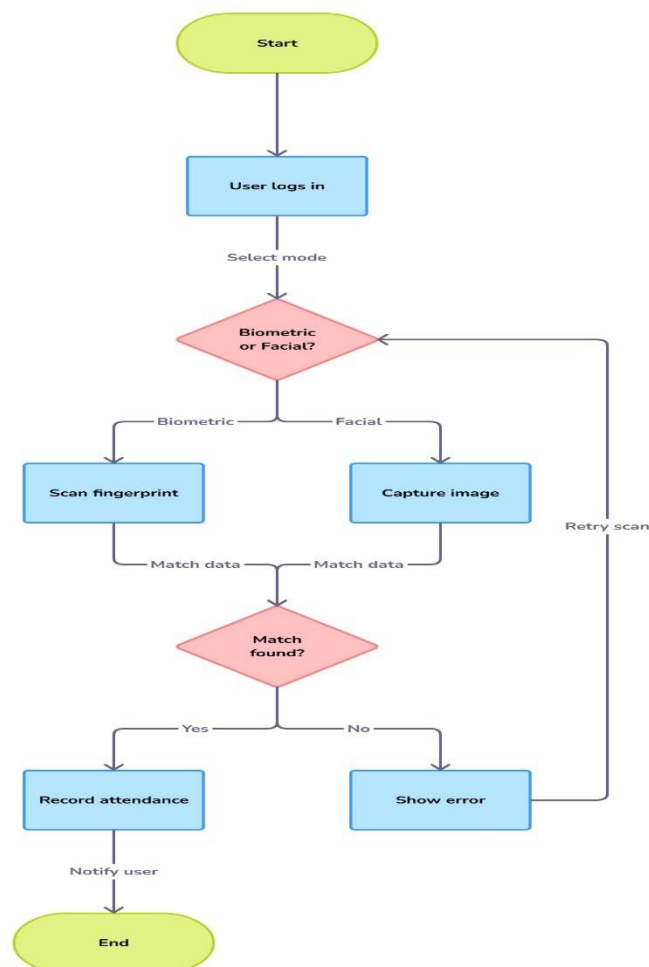 Start
User logs in
Select mode
Biometric
or Facial?
Biometric
Facial
Scan fingerprint
Capture image
Retry scan
Match data
Match data
Match
found?
Yes
No
Record attendance
Show error
Notify user
End